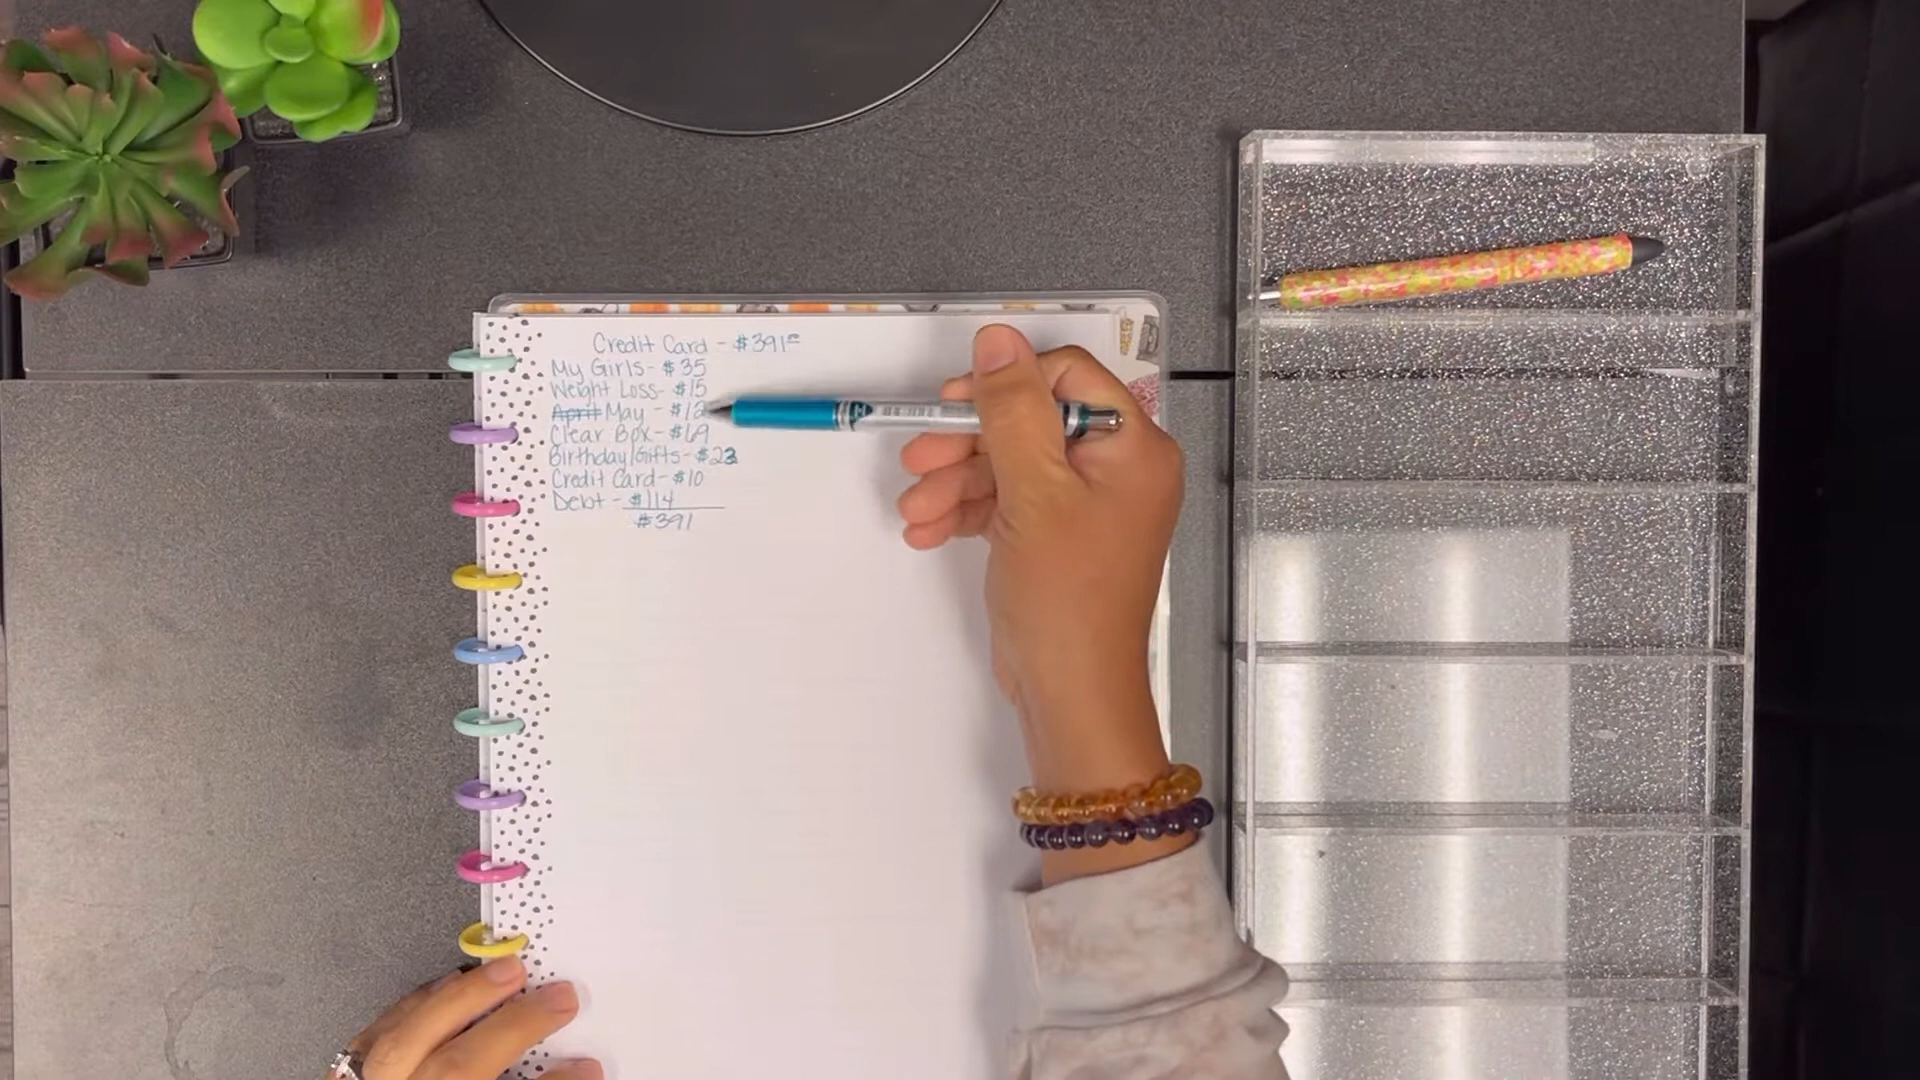 Credit Card - $391
My Girls - $35
Weight Loss - $15
April May - $12
Clear Box - $69
Birthday/Gifts - $23
Credit Card - $10
Debt - $114
$391